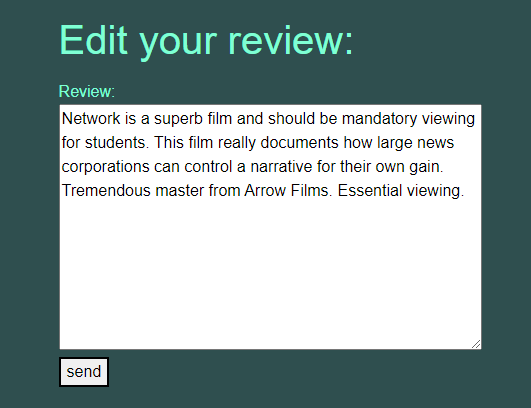 Edit your review:
Review:
Network is a superb film and should be mandatory viewing
for students. This film really documents how large news
corporations can control a narrative for their own gain.
Tremendous master from Arrow Films. Essential viewing.
send